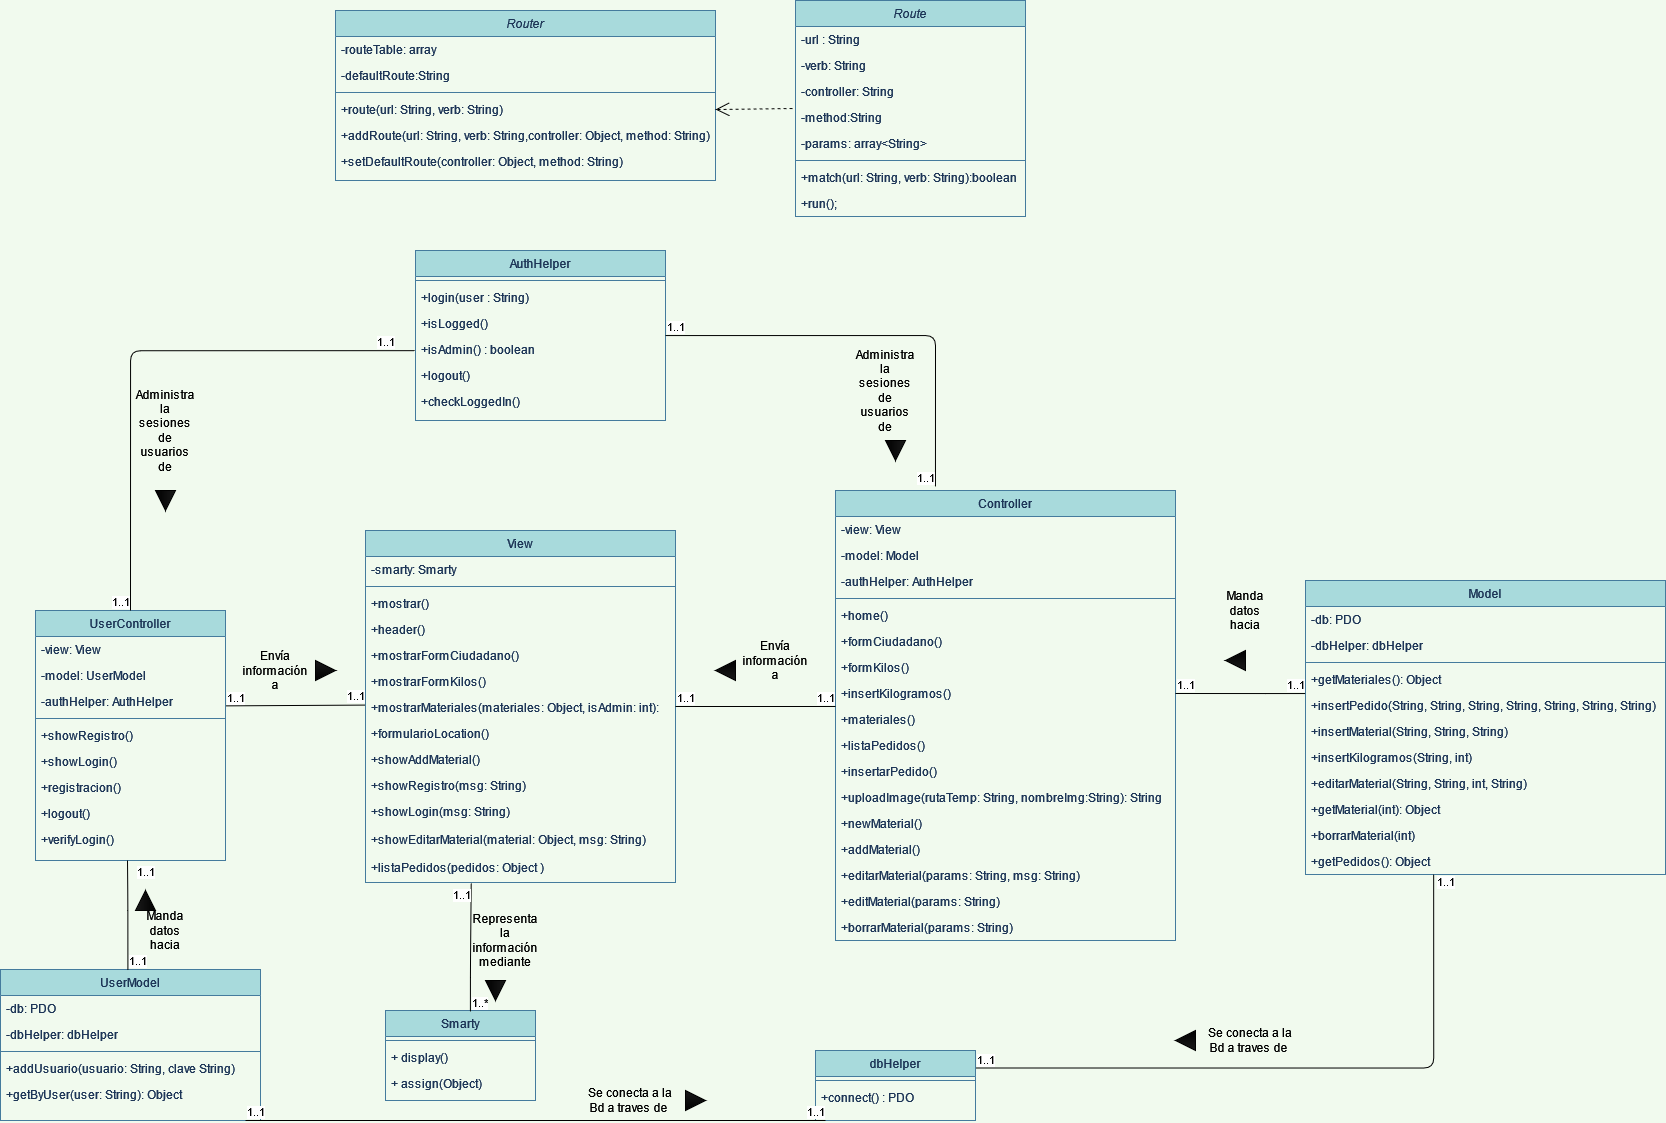 Router
-routeTable: array
-defaultRoute:String
+route(url: String, verb: String)
+addRoute(url: String, verb: String,controller: Object, method: String)
+setDefaultRoute(controller: Object, method: String)
Route
-url : String
-verb: String
-controller: String
-method:String
-params: array<String>
+match(url: String, verb: String):boolean
+run();
AuthHelper
+login(user : String)
+isLogged()
+isAdmin() : boolean
+logout()
+checkLoggedIn()
1..1
1..1
Administra
la
sesiones
de
usuarios
de
1..1
Administra
la
sesiones
de
usuarios
de
1..1
UserController
-view: View
-model: UserModel
-authHelper: AuthHelper
+showRegistro()
+showLogin()
+registracion()
+logout()
+verifyLogin()
Envía
información
a
1..1
1..1
View
-smarty: Smarty
+mostrar()
+header()
+mostrarFormCiudadano()
+mostrarFormKilos()
+mostrarMateriales(materiales: Object, isAdmin: int):
+formularioLocation()
+showAddMaterial()
+showRegistro(msg: String)
+showLogin(msg: String)
+showEditarMaterial(material: Object, msg: String)
+listaPedidos(pedidos: Object )
Envía
información
a
1..1
1..1
Controller
-view: View
-model: Model
-authHelper: AuthHelper
+home()
+formCiudadano()
+formKilos()
+insertKilogramos()
+materiales()
+listaPedidos()
+insertarPedido()
+uploadImage(rutaTemp: String, nombreImg:String): String
+newMaterial()
+addMaterial()
+editarMaterial(params: String, msg: String)
+editMaterial(params: String)
+borrarMaterial(params: String)
Manda
datos
hacia
1..1
1..1
Model
-db: PDO
-dbHelper: dbHelper
+getMateriales(): Object
+insertPedido(String, String, String, String, String, String, String)
+insertMaterial(String, String, String)
+insertKilogramos(String, int)
+editarMaterial(String, String, int, String)
+getMaterial(int): Object
+borrarMaterial(int)
+getPedidos(): Object
1..1
1..1
Manda
datos
hacia
1..1
UserModel
-db: PDO
-dbHelper: dbHelper
+addUsuario(usuario: String, clave String)
+getByUser(user: String): Object
1..1
1..1
Representa
la
información
mediante
1..*
Smarty
+ display()
+ assign(Object)
Se conecta a la
Bd a traves de
1..1
dbHelper
+connect() : PDO
1..1
Se conecta a la
Bd a traves de